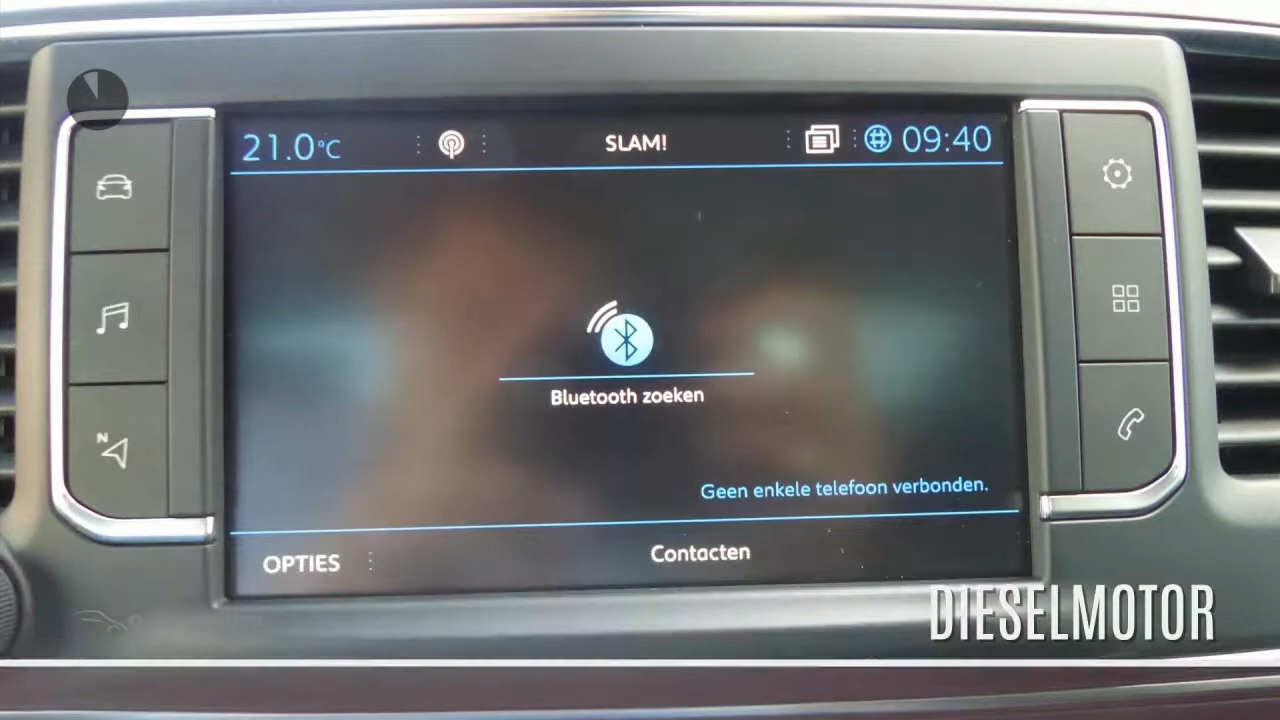 21.0°C
SLAM!
09:40
N
Bluetooth zoeken
Geen enkele telefoon verbonden.
OPTIES
Contacten
DIESELMOTOR